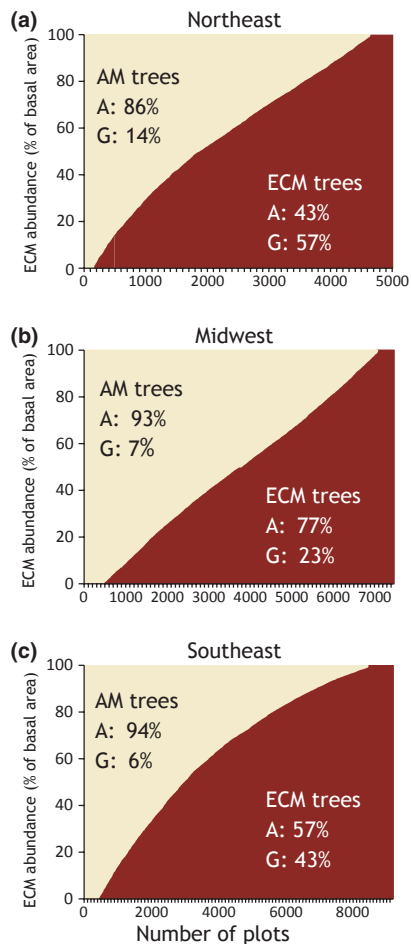 (a) Northeast
ECM abundance (% of basal area)
100
80
60
40
20
0
AM trees
A: 86%
G: 14%
ECM trees
A: 43%
G: 57%
0 1000 2000 3000 4000 5000
(b) Midwest
ECM abundance (% of basal area)
100
80
60
40
20
0
AM trees
A: 93%
G: 7%
ECM trees
A: 77%
G: 23%
0 1000 2000 3000 4000 5000 6000 7000
(c) Southeast
ECM abundance (% of basal area)
100
80
60
40
20
0
AM trees
A: 94%
G: 6%
ECM trees
A: 57%
G: 43%
0 2000 4000 6000 8000
Number of plots